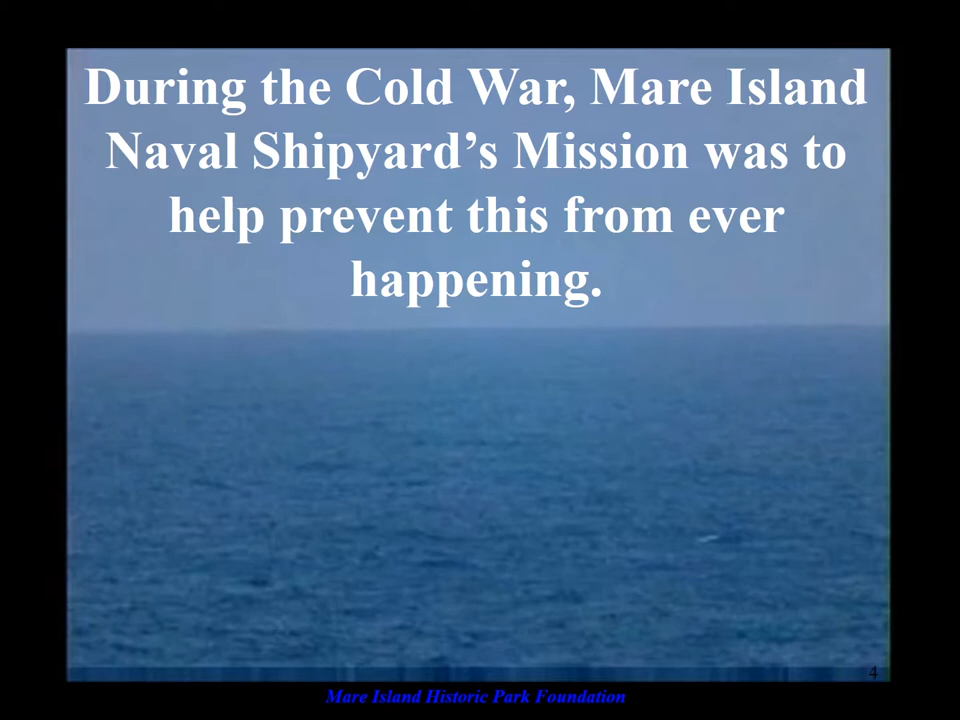 During the Cold War, Mare Island
Naval Shipyard’s Mission was to
help prevent this from ever
happening.
4
Mare Island Historic Park Foundation